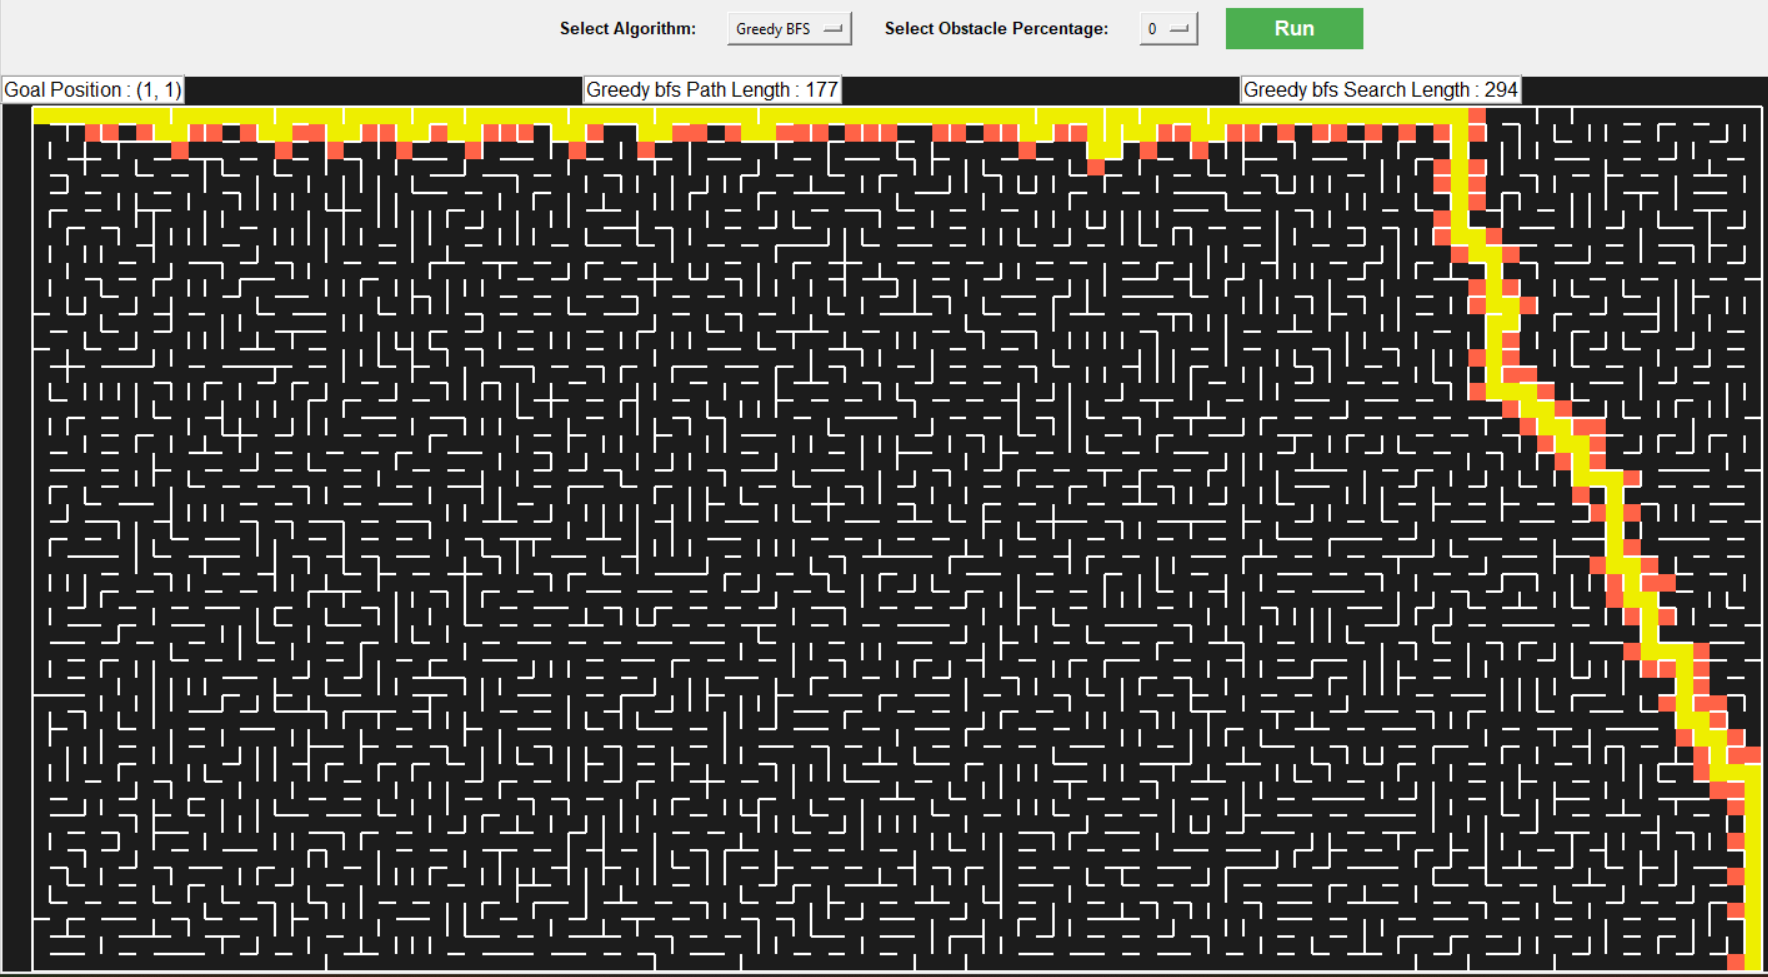 Select Algorithm: Greedy BFS Select Obstacle Percentage: 0 Run
Goal Position : (1, 1) Greedy bfs Path Length : 177 Greedy bfs Search Length : 294